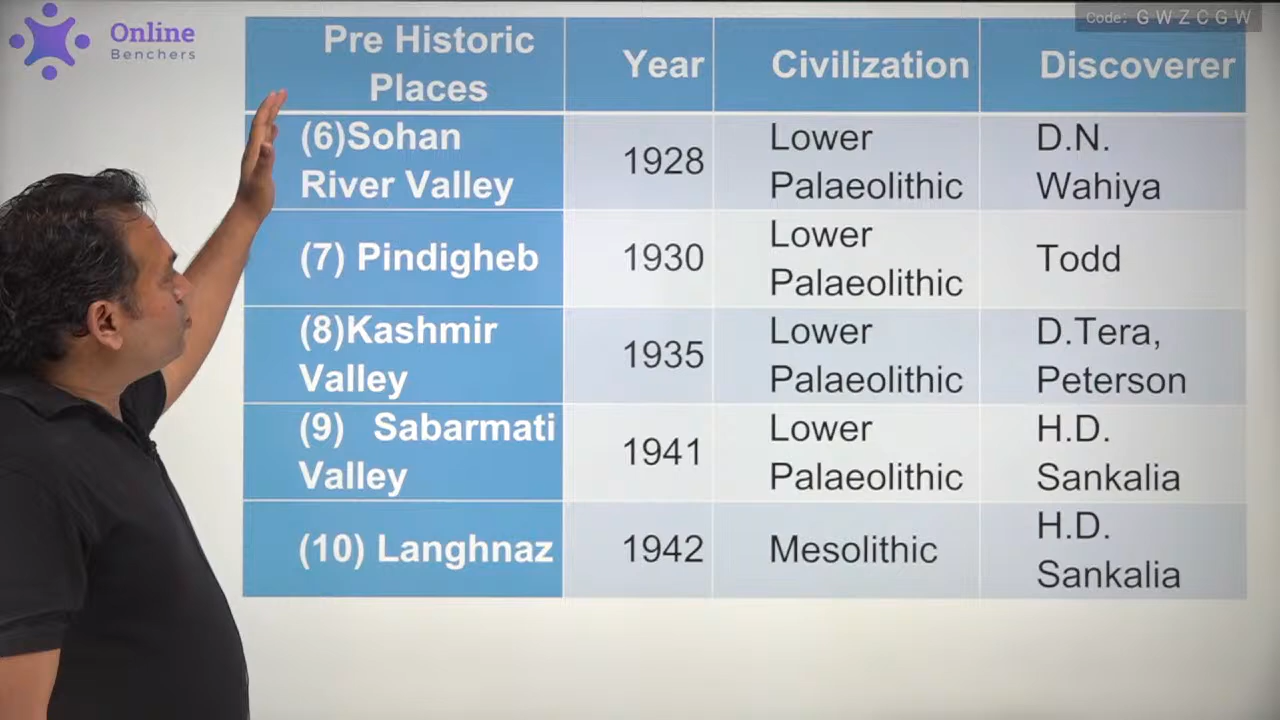 Online
Benchers
Code: G W Z C G W
Pre Historic
Places
Year
Civilization
Discoverer
(6)Sohan
River Valley
1928
Lower
Palaeolithic
D.N.
Wahiya
(7) Pindigheb
1930
Lower
Palaeolithic
Todd
(8)Kashmir
Valley
1935
Lower
Palaeolithic
D.Tera,
Peterson
(9) Sabarmati
Valley
1941
Lower
Palaeolithic
H.D.
Sankalia
(10) Langhnaz
1942
Mesolithic
H.D.
Sankalia